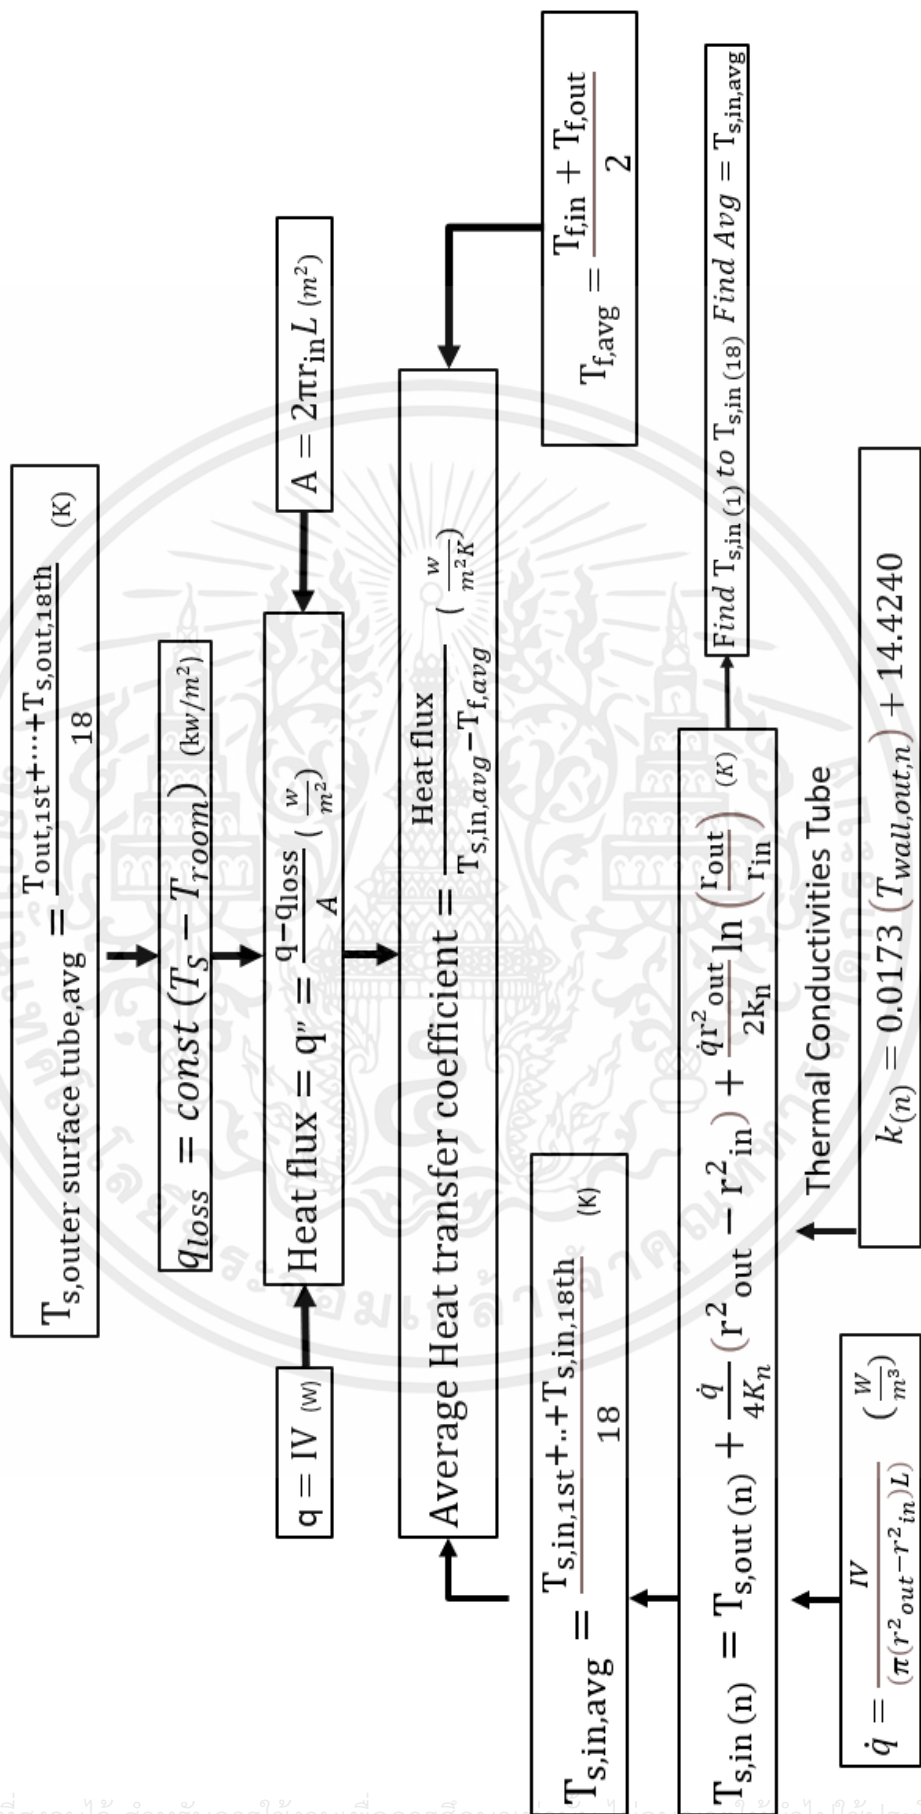 T_s,outer surface tube,avg = (T_out,1st+⋯+T_s,out,18th)/18 (K)
q_loss = const (T_S − T_room) (kw/m²)
q = IV (W)
Heat flux = q” = (q−q_loss)/A (w/m²)
A = 2πr_in L (m²)
Average Heat transfer coefficient = Heat flux/(T_s,in,avg−T_f,avg) (w/m²K)
T_s,in,avg = (T_s,in,1st+..+T_s,in,18th)/18 (K)
T_f,avg = (T_f,in + T_f,out)/2
T_s,in (n) = T_s,out (n) + q̇/4K_n (r²_out − r²_in) + q̇r²_out/2k_n ln (r_out/r_in) (K)
Find T_s,in (1) to T_s,in (18) Find Avg = T_s,in,avg
Thermal Conductivities Tube
q̇ = IV/(π(r²_out−r²_in)L) (W/m³)
k_(n) = 0.0173 (T_wall,out,n) + 14.4240